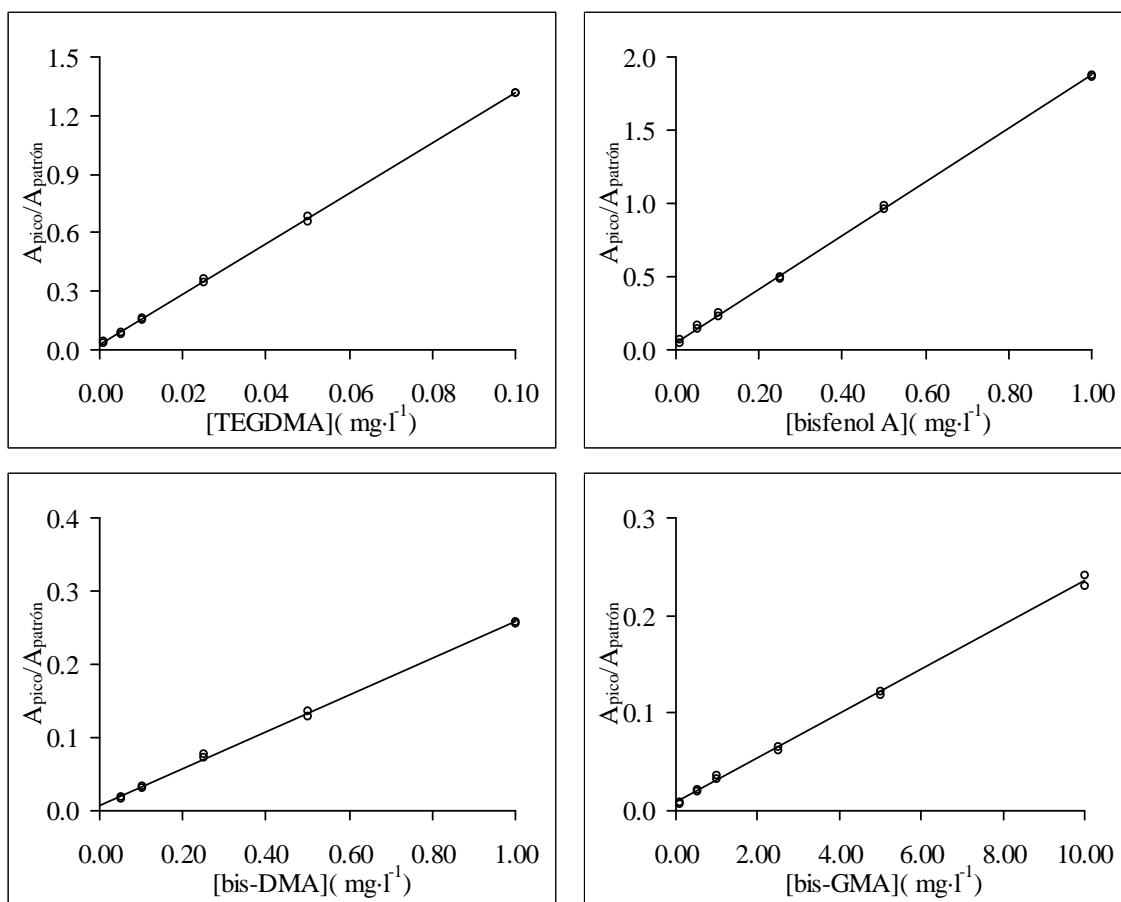 1.5
1.2
0.9
0.6
0.3
0.0
A_pico/A_patrón
0.00 0.02 0.04 0.06 0.08 0.10
[TEGDMA]( mg·l⁻¹)
2.0
1.5
1.0
0.5
0.0
A_pico/A_patrón
0.00 0.20 0.40 0.60 0.80 1.00
[bisfenol A]( mg·l⁻¹)
0.4
0.3
0.2
0.1
0.0
A_pico/A_patrón
0.00 0.20 0.40 0.60 0.80 1.00
[bis-DMA]( mg·l⁻¹)
0.3
0.2
0.1
0.0
A_pico/A_patrón
0.00 2.00 4.00 6.00 8.00 10.00
[bis-GMA]( mg·l⁻¹)